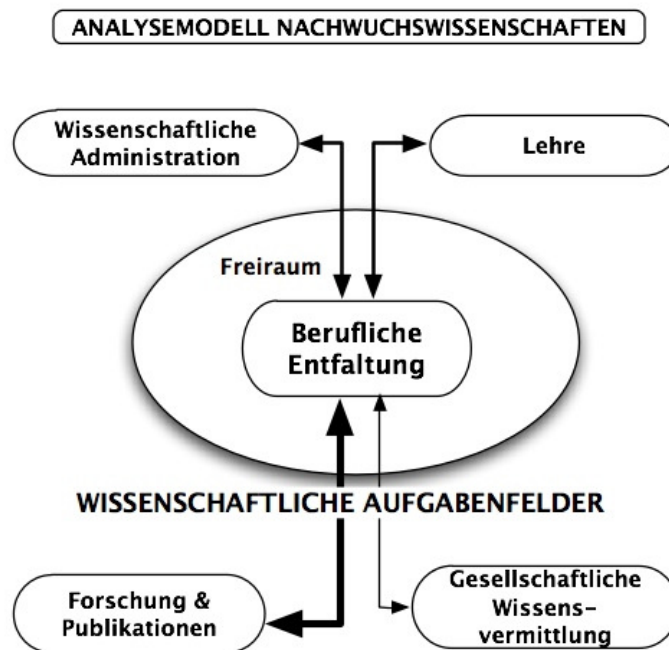 ANALYSEMODELL NACHWUCHSWISSENSCHAFTEN
Wissenschaftliche
Administration
Lehre
Freiraum
Berufliche
Entfaltung
WISSENSCHAFTLICHE AUFGABENFELDER
Forschung &
Publikationen
Gesellschaftliche
Wissens-
vermittlung